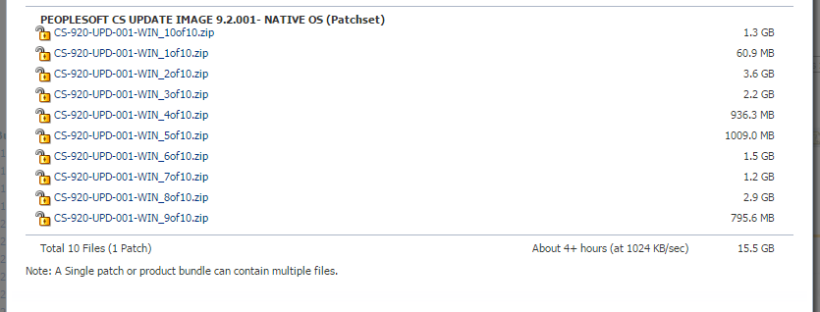 PEOPLESOFT CS UPDATE IMAGE 9.2.001- NATIVE OS (Patchset)
CS-920-UPD-001-WIN_10of10.zip 1.3 GB
CS-920-UPD-001-WIN_1of10.zip 60.9 MB
CS-920-UPD-001-WIN_2of10.zip 3.6 GB
CS-920-UPD-001-WIN_3of10.zip 2.2 GB
CS-920-UPD-001-WIN_4of10.zip 936.3 MB
CS-920-UPD-001-WIN_5of10.zip 1009.0 MB
CS-920-UPD-001-WIN_6of10.zip 1.5 GB
CS-920-UPD-001-WIN_7of10.zip 1.2 GB
CS-920-UPD-001-WIN_8of10.zip 2.9 GB
CS-920-UPD-001-WIN_9of10.zip 795.6 MB
Total 10 Files (1 Patch) About 4+ hours (at 1024 KB/sec) 15.5 GB
Note: A Single patch or product bundle can contain multiple files.